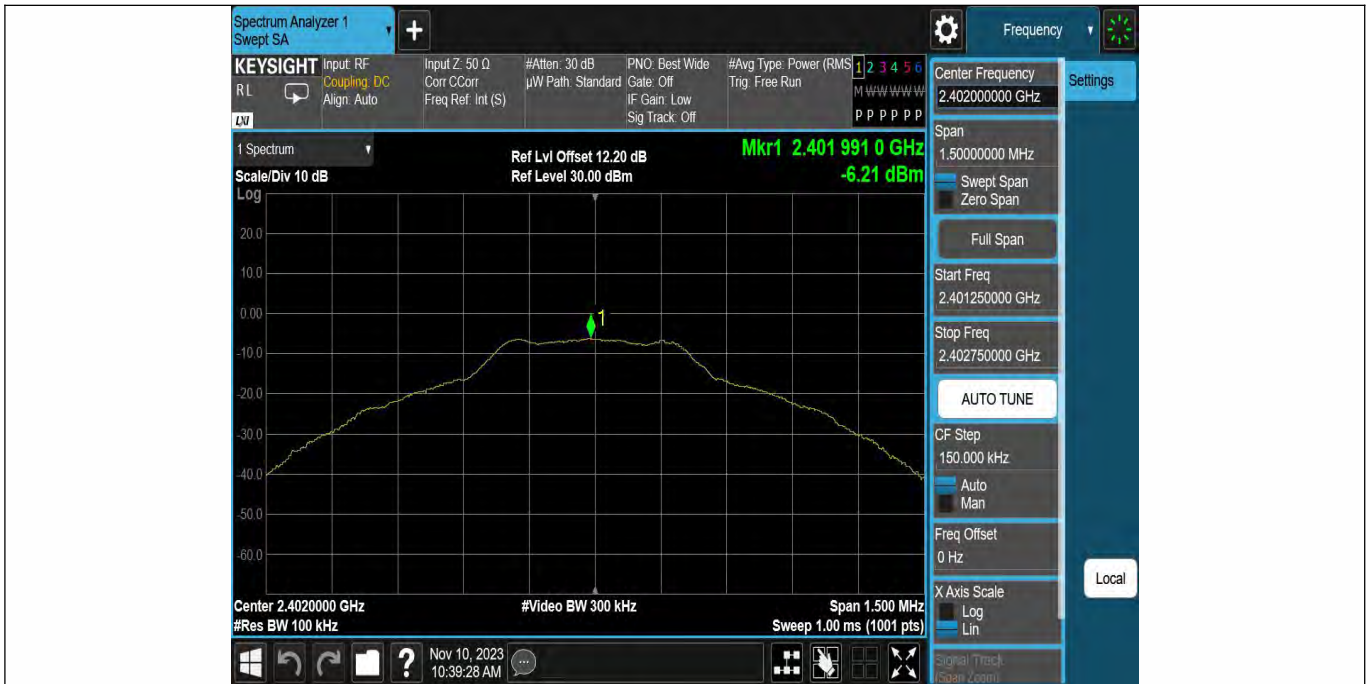 Spectrum Analyzer 1
Swept SA
+
Frequency
KEYSIGHT
RL
LXI
Input: RF
Coupling: DC
Align: Auto
Input Z: 50 Ω
Corr CCorr
Freq Ref: Int (S)
#Atten: 30 dB
µW Path: Standard
PNO: Best Wide
Gate: Off
IF Gain: Low
Sig Track: Off
#Avg Type: Power (RMS
Trig: Free Run
1 2 3 4 5 6
M W W W W W
P P P P P P
1 Spectrum
Scale/Div 10 dB
Log
Ref Lvl Offset 12.20 dB
Ref Level 30.00 dBm
Mkr1 2.401 991 0 GHz
-6.21 dBm
20.0
10.0
0.00
-10.0
-20.0
-30.0
-40.0
-50.0
-60.0
1
Center 2.4020000 GHz
#Res BW 100 kHz
#Video BW 300 kHz
Span 1.500 MHz
Sweep 1.00 ms (1001 pts)
Center Frequency
2.402000000 GHz
Settings
Span
1.50000000 MHz
Swept Span
Zero Span
Full Span
Start Freq
2.401250000 GHz
Stop Freq
2.402750000 GHz
AUTO TUNE
CF Step
150.000 kHz
Auto
Man
Freq Offset
0 Hz
X Axis Scale
Log
Lin
Signal Track
(Span Zoom)
Local
?
Nov 10, 2023
10:39:28 AM